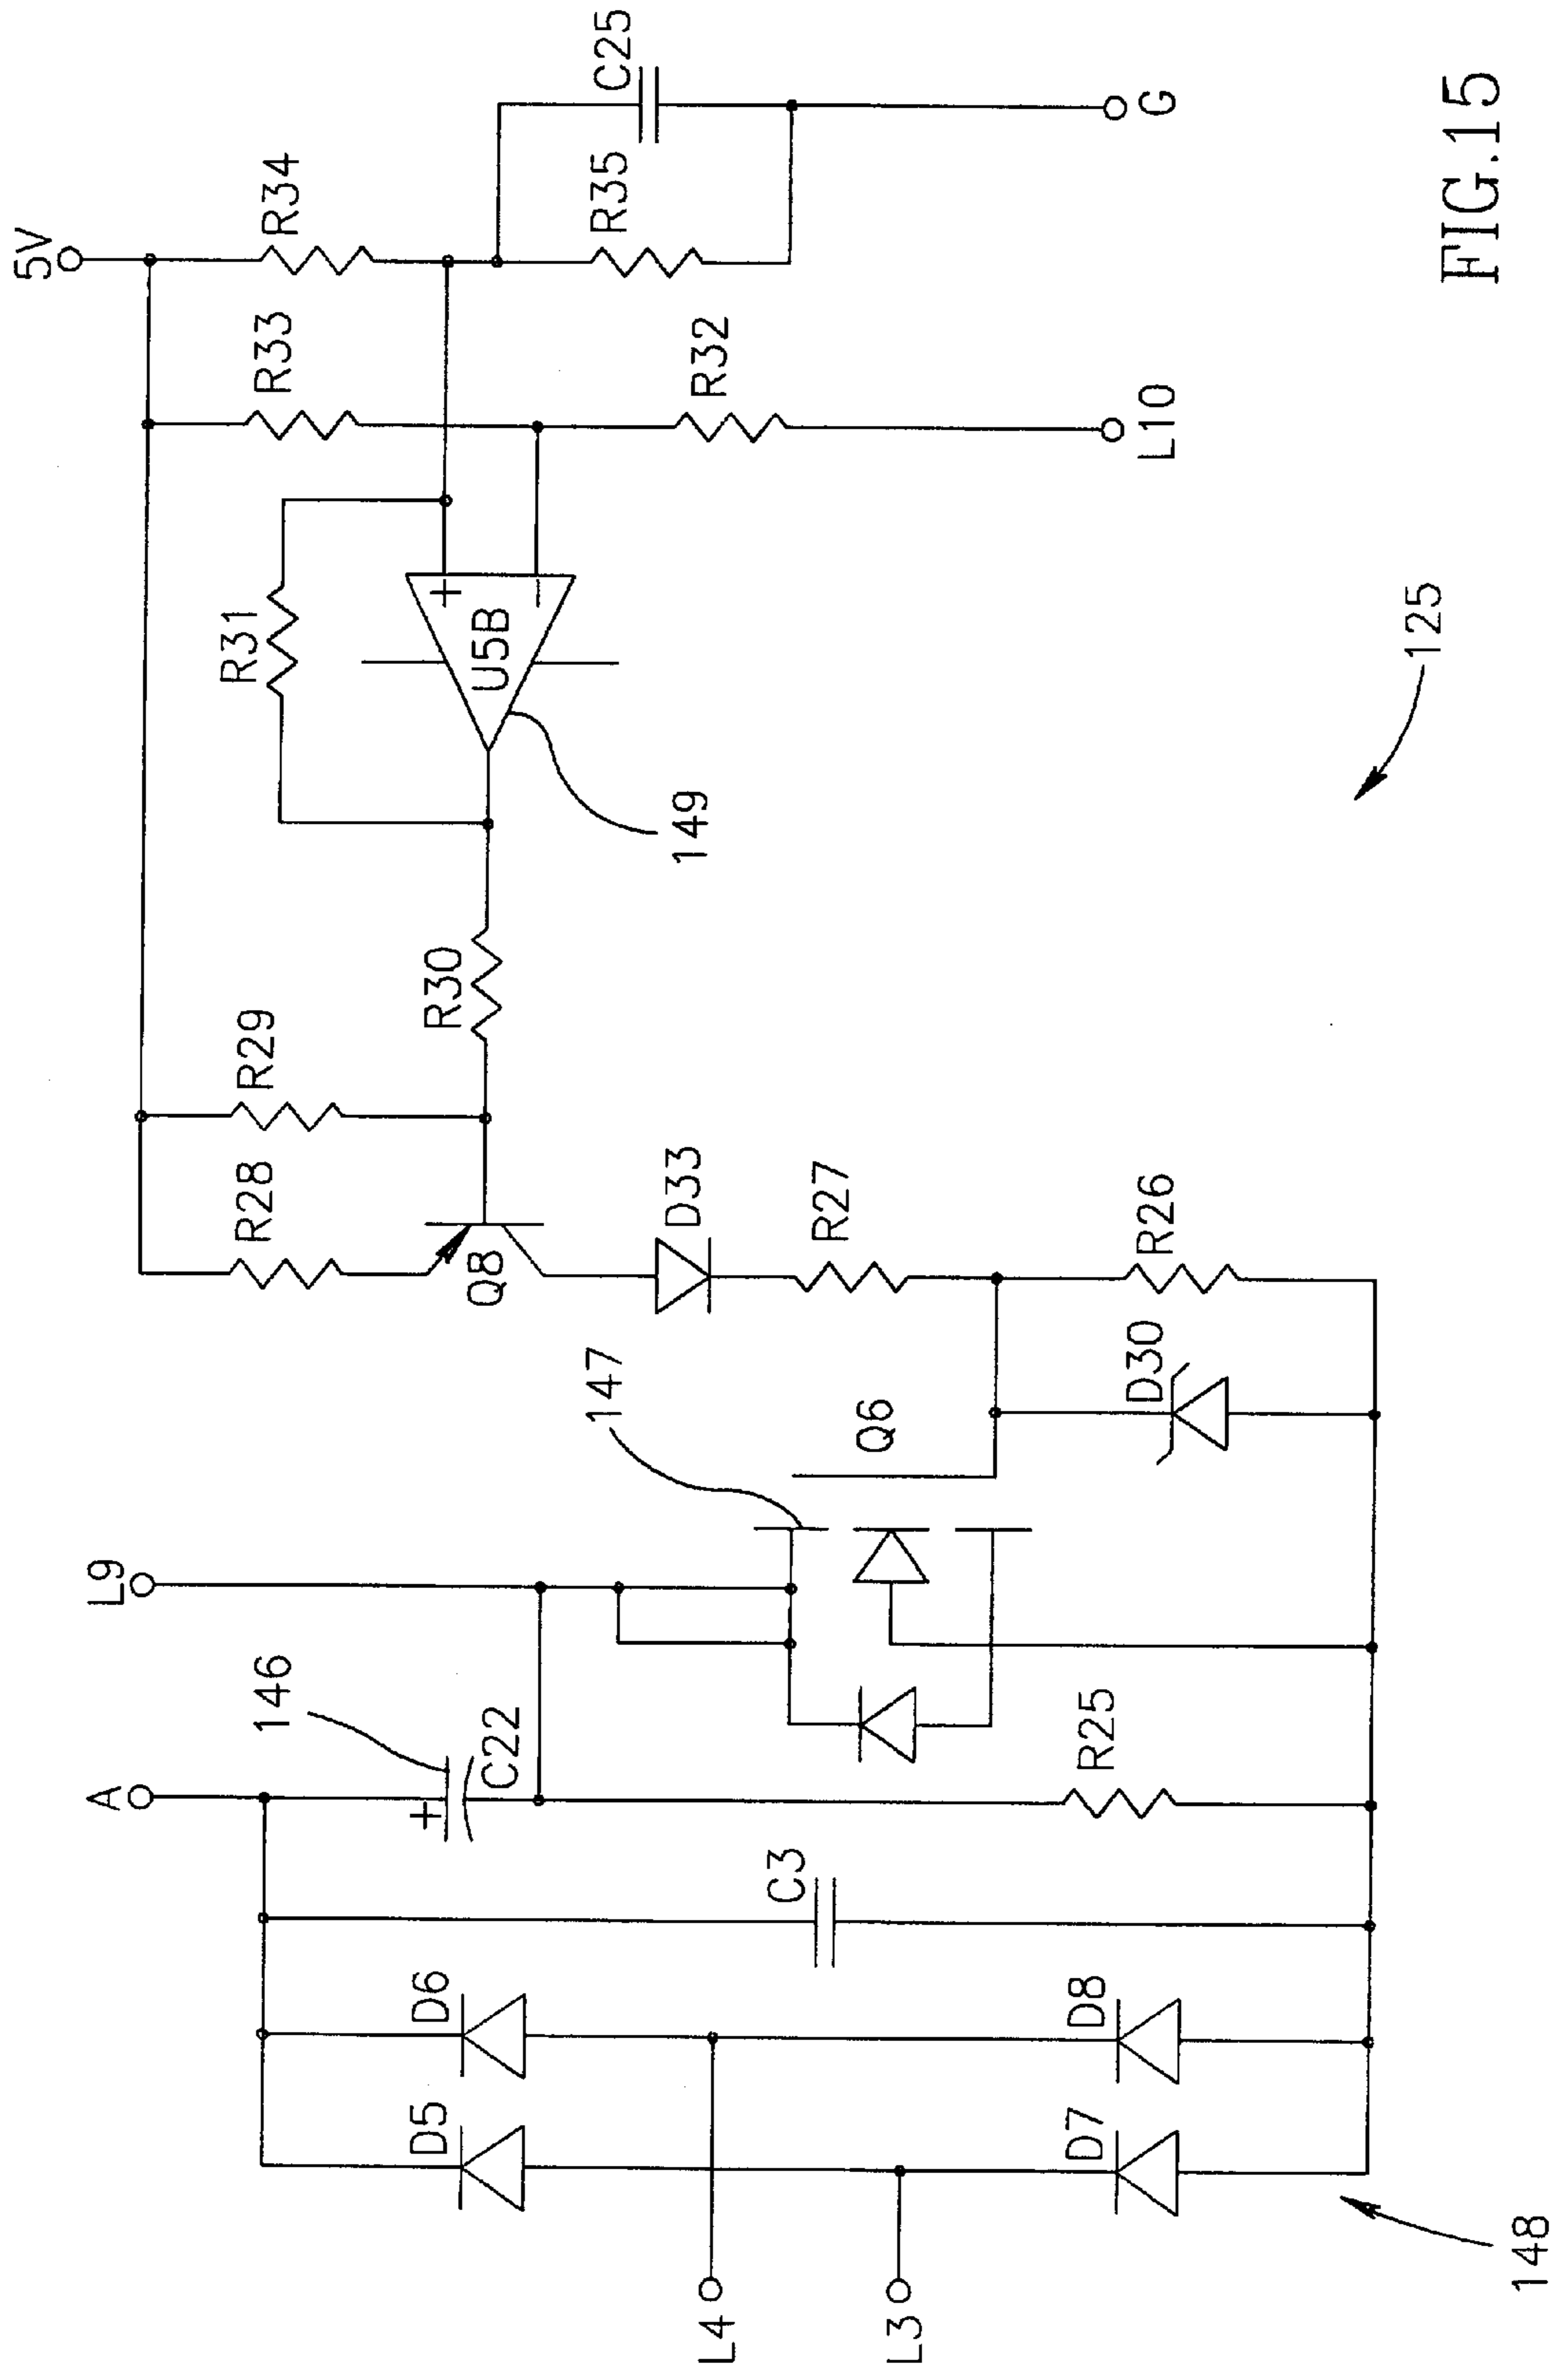 5V
R34
C25
R35
G
R33
R32
L10
R31
+
−
U5B
149
R30
R29
R28
Q8
D33
R27
R26
D30
147
Q6
L9
146
A
+
C22
R25
C3
D6
D8
D5
D7
L4
L3
148
125
FIG.15